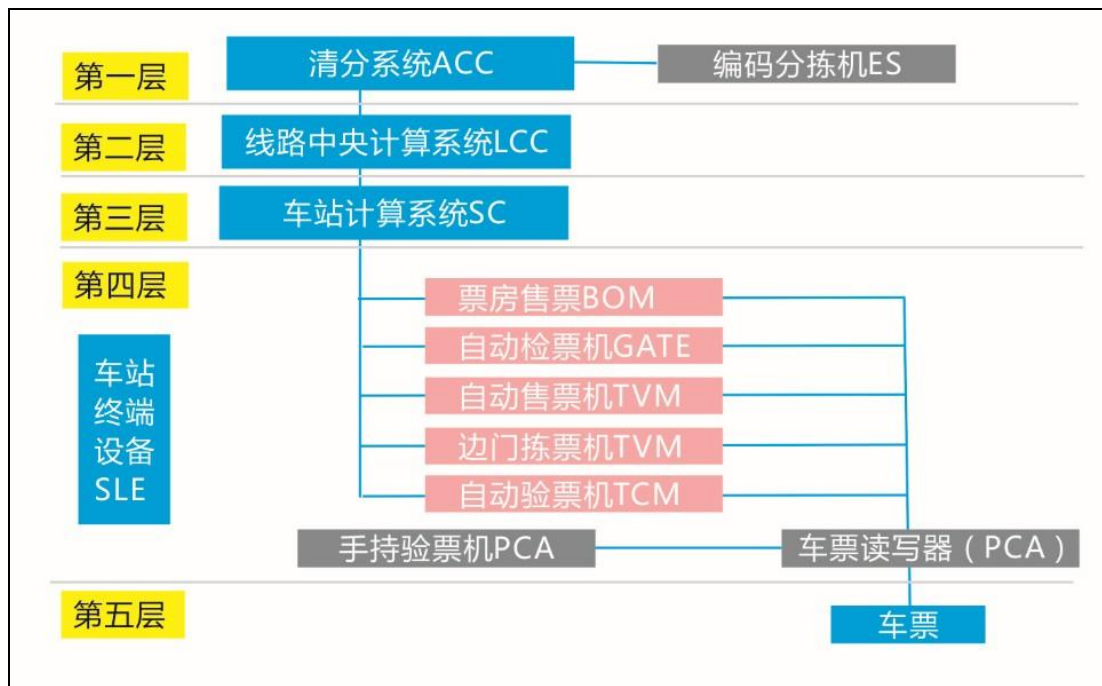 第一层
清分系统ACC
编码分拣机ES
第二层
线路中央计算系统LCC
第三层
车站计算系统SC
第四层
车站
终端
设备
SLE
票房售票BOM
自动检票机GATE
自动售票机TVM
边门拣票机TVM
自动验票机TCM
手持验票机PCA
车票读写器（PCA）
第五层
车票